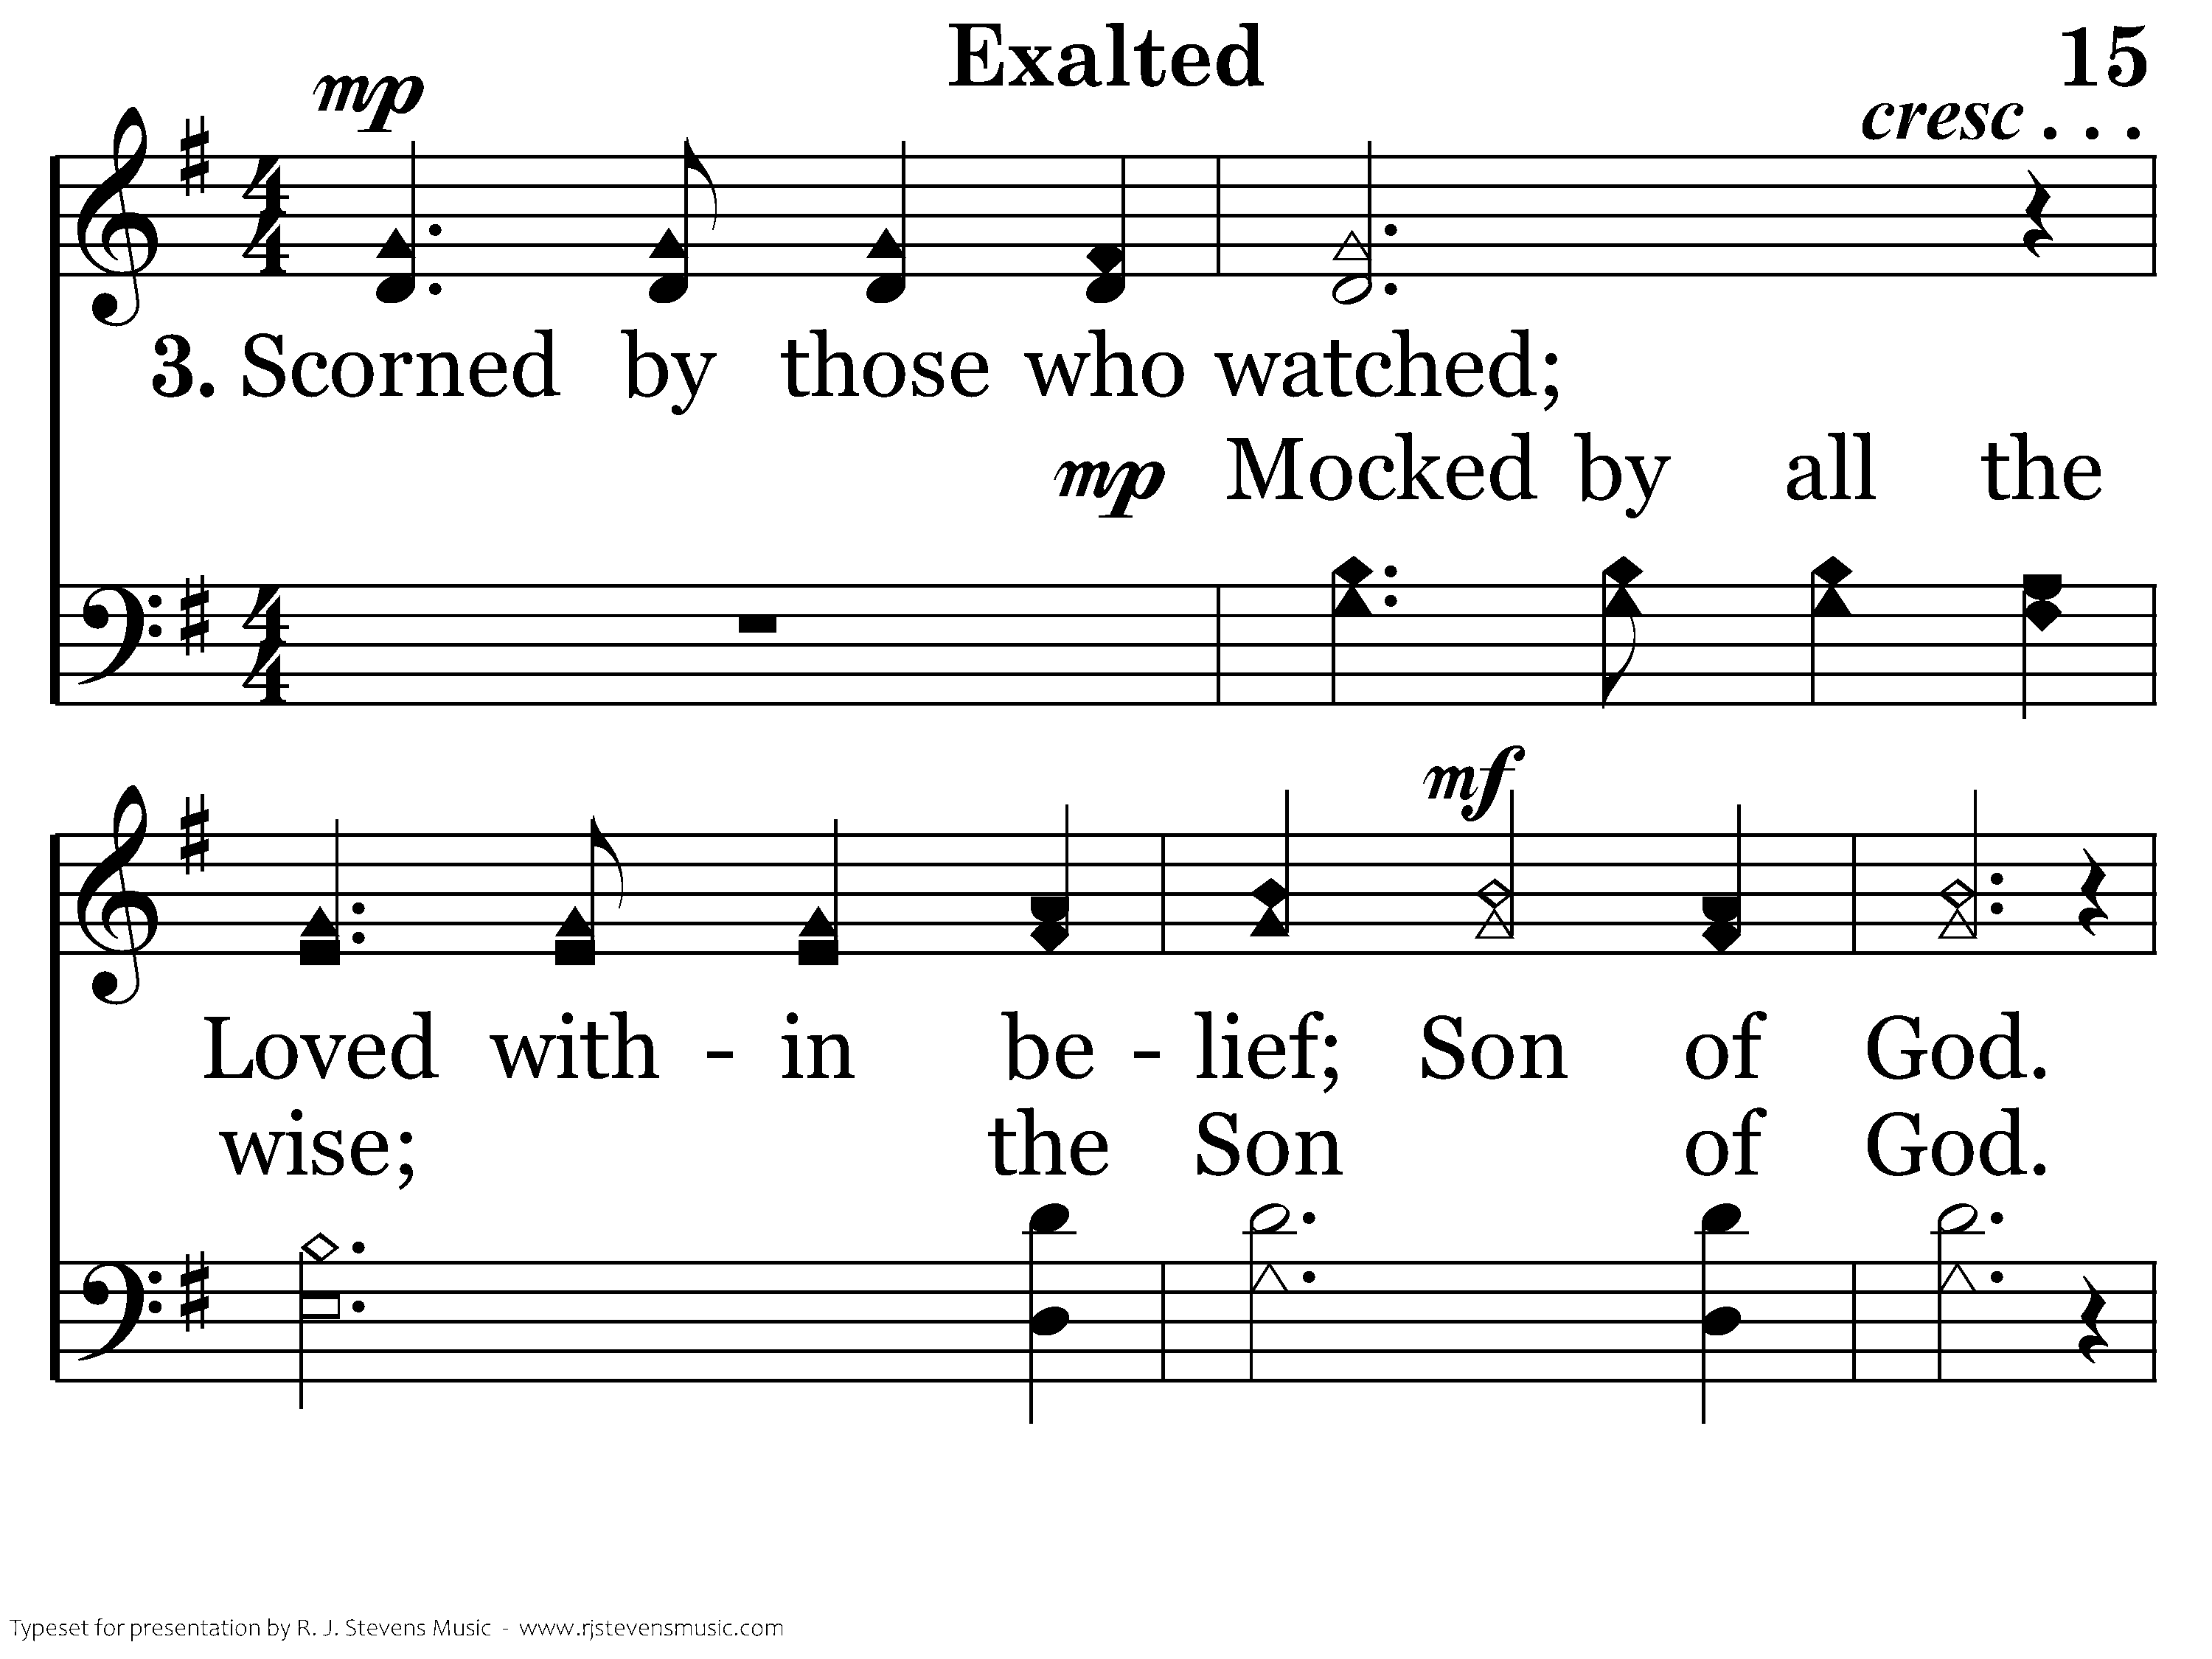 Exalted 15
mp
cresc . . .
3. Scorned by those who watched;
mp Mocked by all the
mf
Loved with - in be - lief; Son of God.
wise; the Son of God.
Typeset for presentation by R. J. Stevens Music - www.rjstevensmusic.com